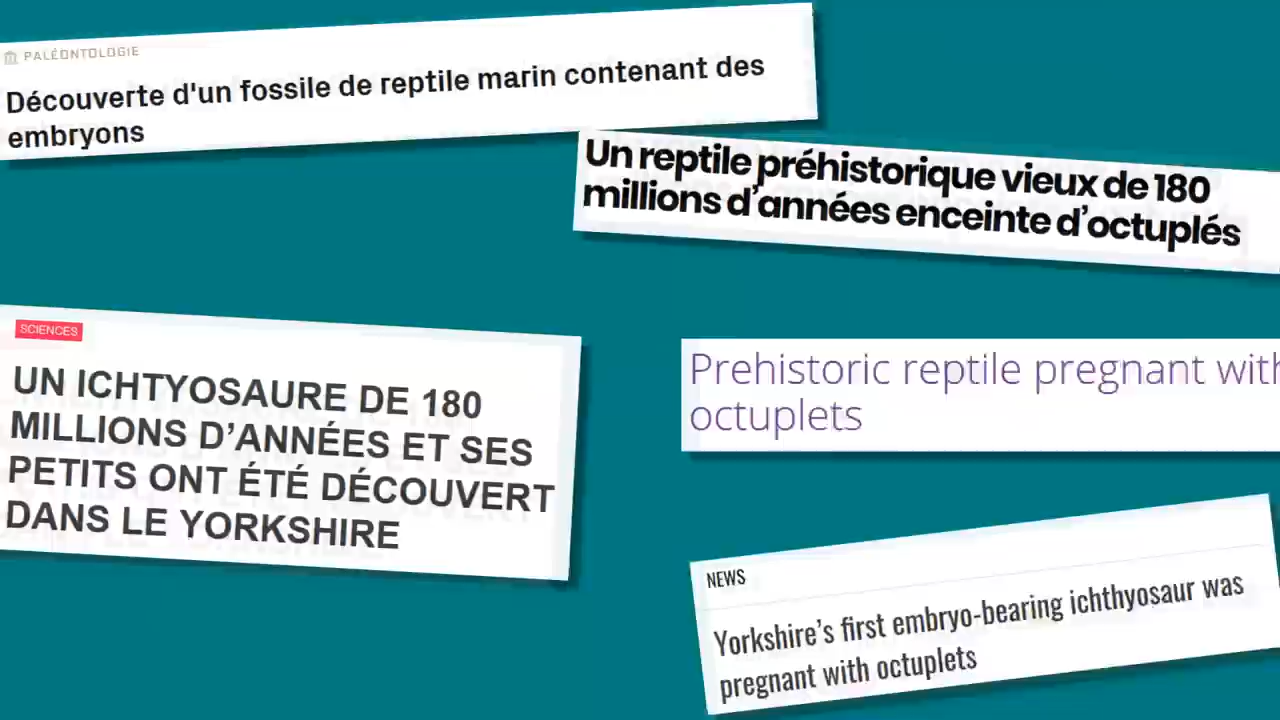 PALÉONTOLOGIE
Découverte d'un fossile de reptile marin contenant des
embryons
Un reptile préhistorique vieux de 180
millions d’années enceinte d’octuplés
SCIENCES
UN ICHTYOSAURE DE 180
MILLIONS D’ANNÉES ET SES
PETITS ONT ÉTÉ DÉCOUVERT
DANS LE YORKSHIRE
Prehistoric reptile pregnant with
octuplets
NEWS
Yorkshire’s first embryo-bearing ichthyosaur was
pregnant with octuplets